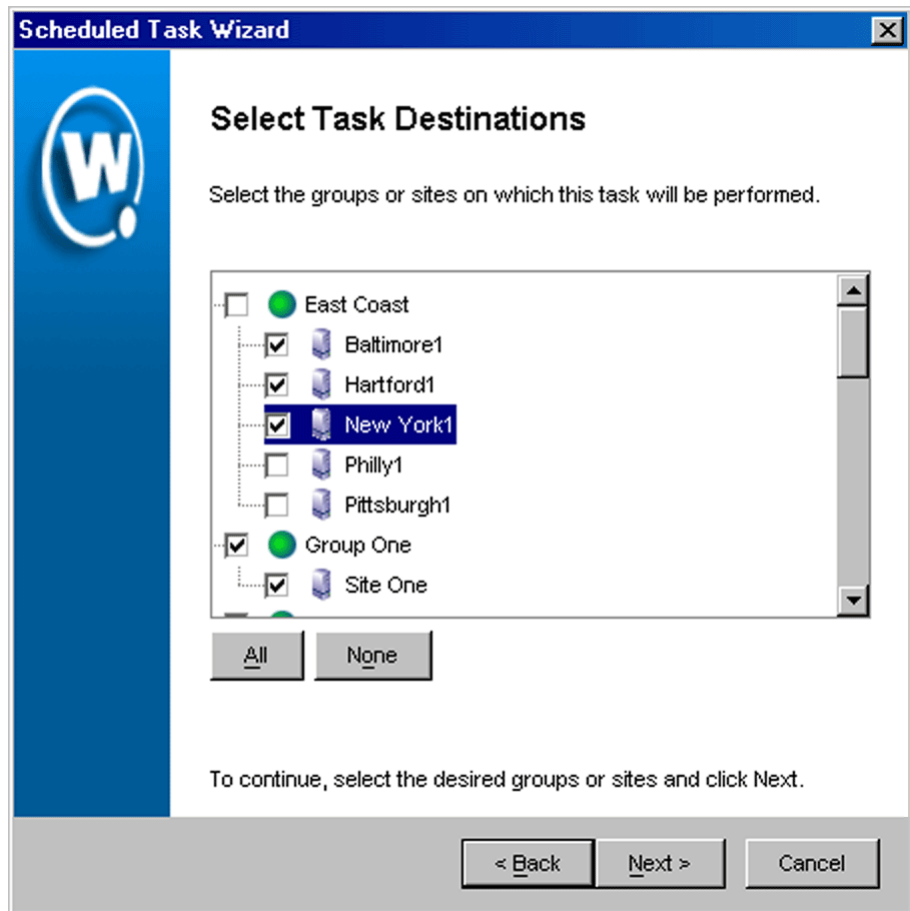 Scheduled Task Wizard
W
Select Task Destinations
Select the groups or sites on which this task will be performed.
East Coast
Baltimore1
Hartford1
New York1
Philly1
Pittsburgh1
Group One
Site One
All None
To continue, select the desired groups or sites and click Next.
< Back Next > Cancel